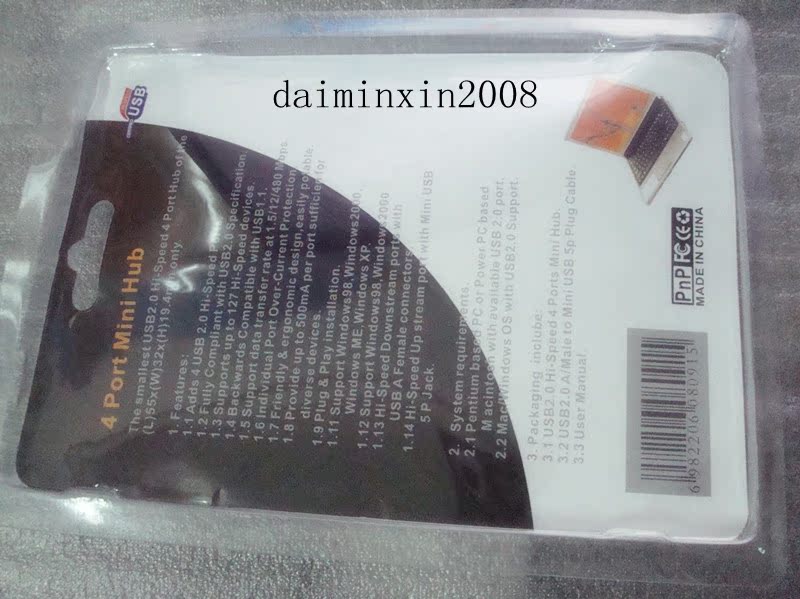 daiminxin2008
USB
4 Port Mini Hub
The smallest USB2.0 Hi-Speed 4 Port Hub of the
(L)55x(W)32x(H)19.4mm only.
1. Features:
1.1 Adds 4 USB 2.0 Hi-Speed
1.2 Fully Compliant with USB2.0 Specification
1.3 Supports up to 127 Hi-Speed devices.
1.4 Backwards Compatible with USB1.1.
1.5 Support data transfer rate at 1.5/12/480 Mbps.
1.6 Individual Port Over-Current Protection
1.7 Friendly & ergonomic design,easily potable.
1.8 Provide up to 500mA per port sufficient for
diverse devices.
1.9 Plug & Play installation.
1.11 Support Windows98,Windows2000,
Windows ME,Windows XP.
1.12 Support Windows98,Windows2000
1.13 Hi-Speed Downstream ports with
USB A Female connectors
1.14 Hi-Speed Up stream port with Mini USB
5 P Jack.
2. System requirements.
2.1 Pentium based PC or Power PC based
Macintosh with available USB 2.0 port,
2.2 Mac/Windows OS with USB2.0 Support.
3. Packaging include:
3.1 USB2.0 Hi-Speed 4 Ports Mini Hub.
3.2 USB2.0 A/Male to Mini USB 5p Plug Cable.
3.3 User Manual.
PnP FC CE
MADE IN CHINA
6982206080915